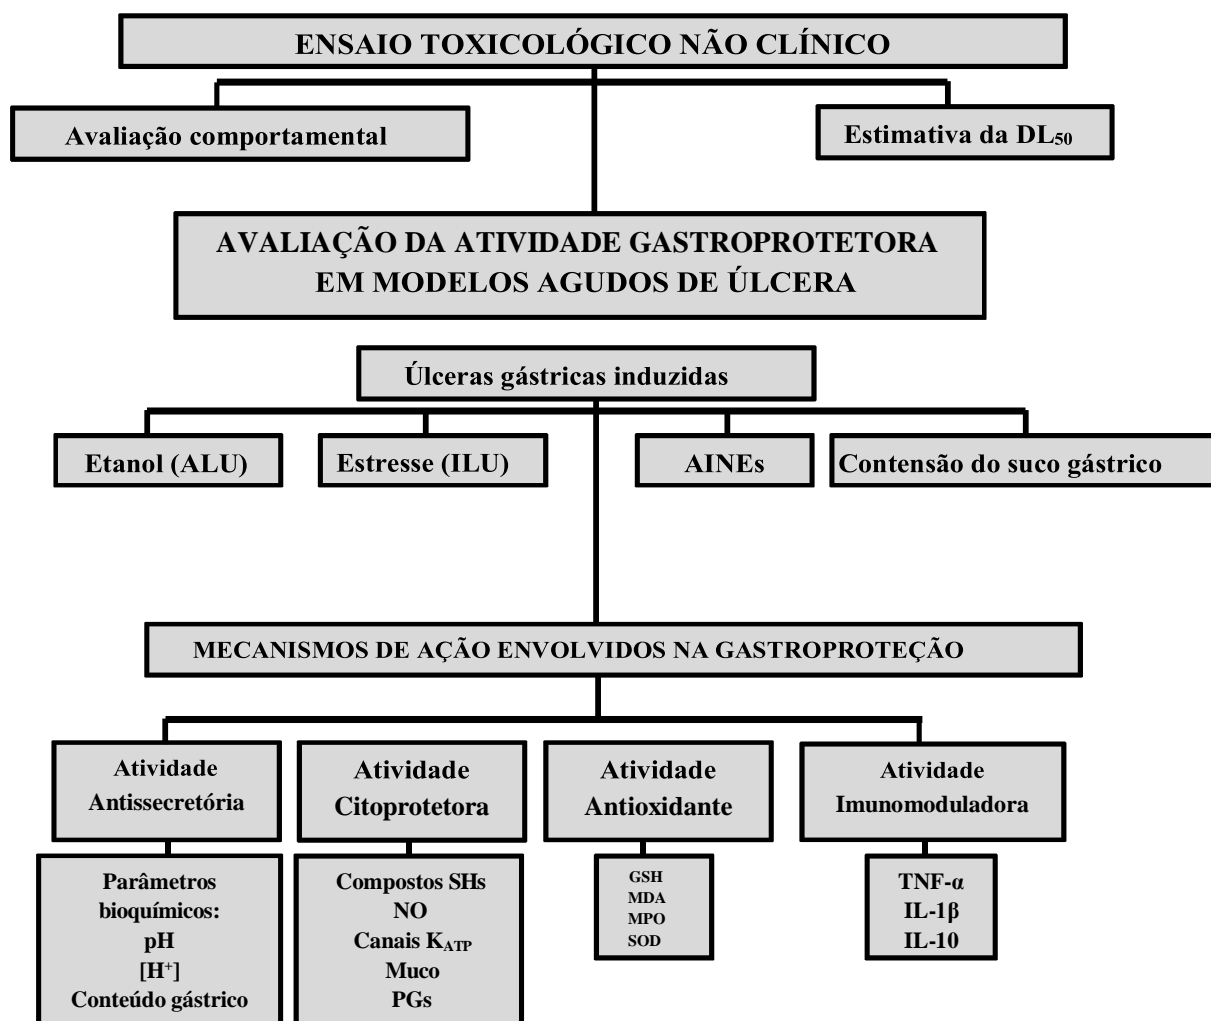 ENSAIO TOXICOLÓGICO NÃO CLÍNICO
Avaliação comportamental
Estimativa da DL₅₀
AVALIAÇÃO DA ATIVIDADE GASTROPROTETORA
EM MODELOS AGUDOS DE ÚLCERA
Úlceras gástricas induzidas
Etanol (ALU)
Estresse (ILU)
AINEs
Contensão do suco gástrico
MECANISMOS DE AÇÃO ENVOLVIDOS NA GASTROPROTEÇÃO
Atividade
Antissecretória
Atividade
Citoprotetora
Atividade
Antioxidante
Atividade
Imunomoduladora
Parâmetros
bioquímicos:
pH
[H⁺]
Conteúdo gástrico
Compostos SHs
NO
Canais K_ATP
Muco
PGs
GSH
MDA
MPO
SOD
TNF-α
IL-1β
IL-10